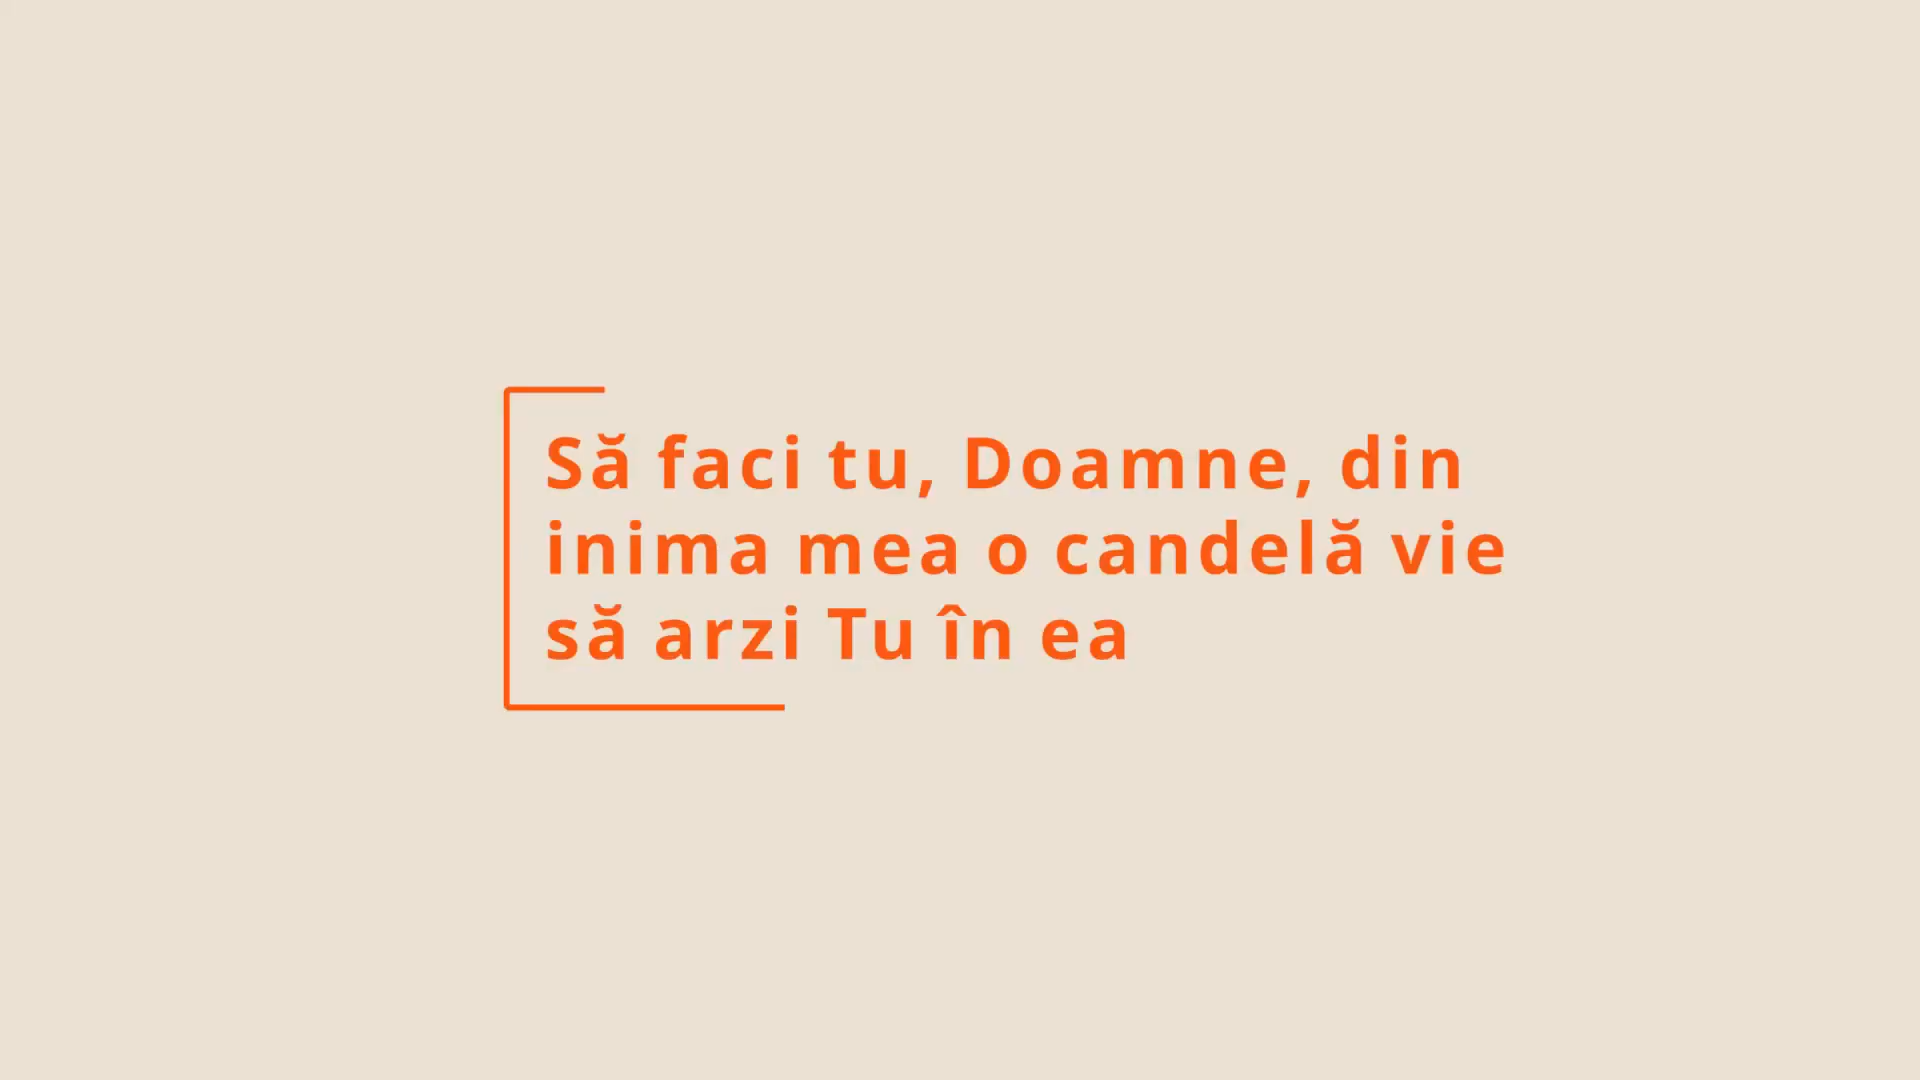 Să faci tu, Doamne, din
inima mea o candelă vie
să arzi Tu în ea